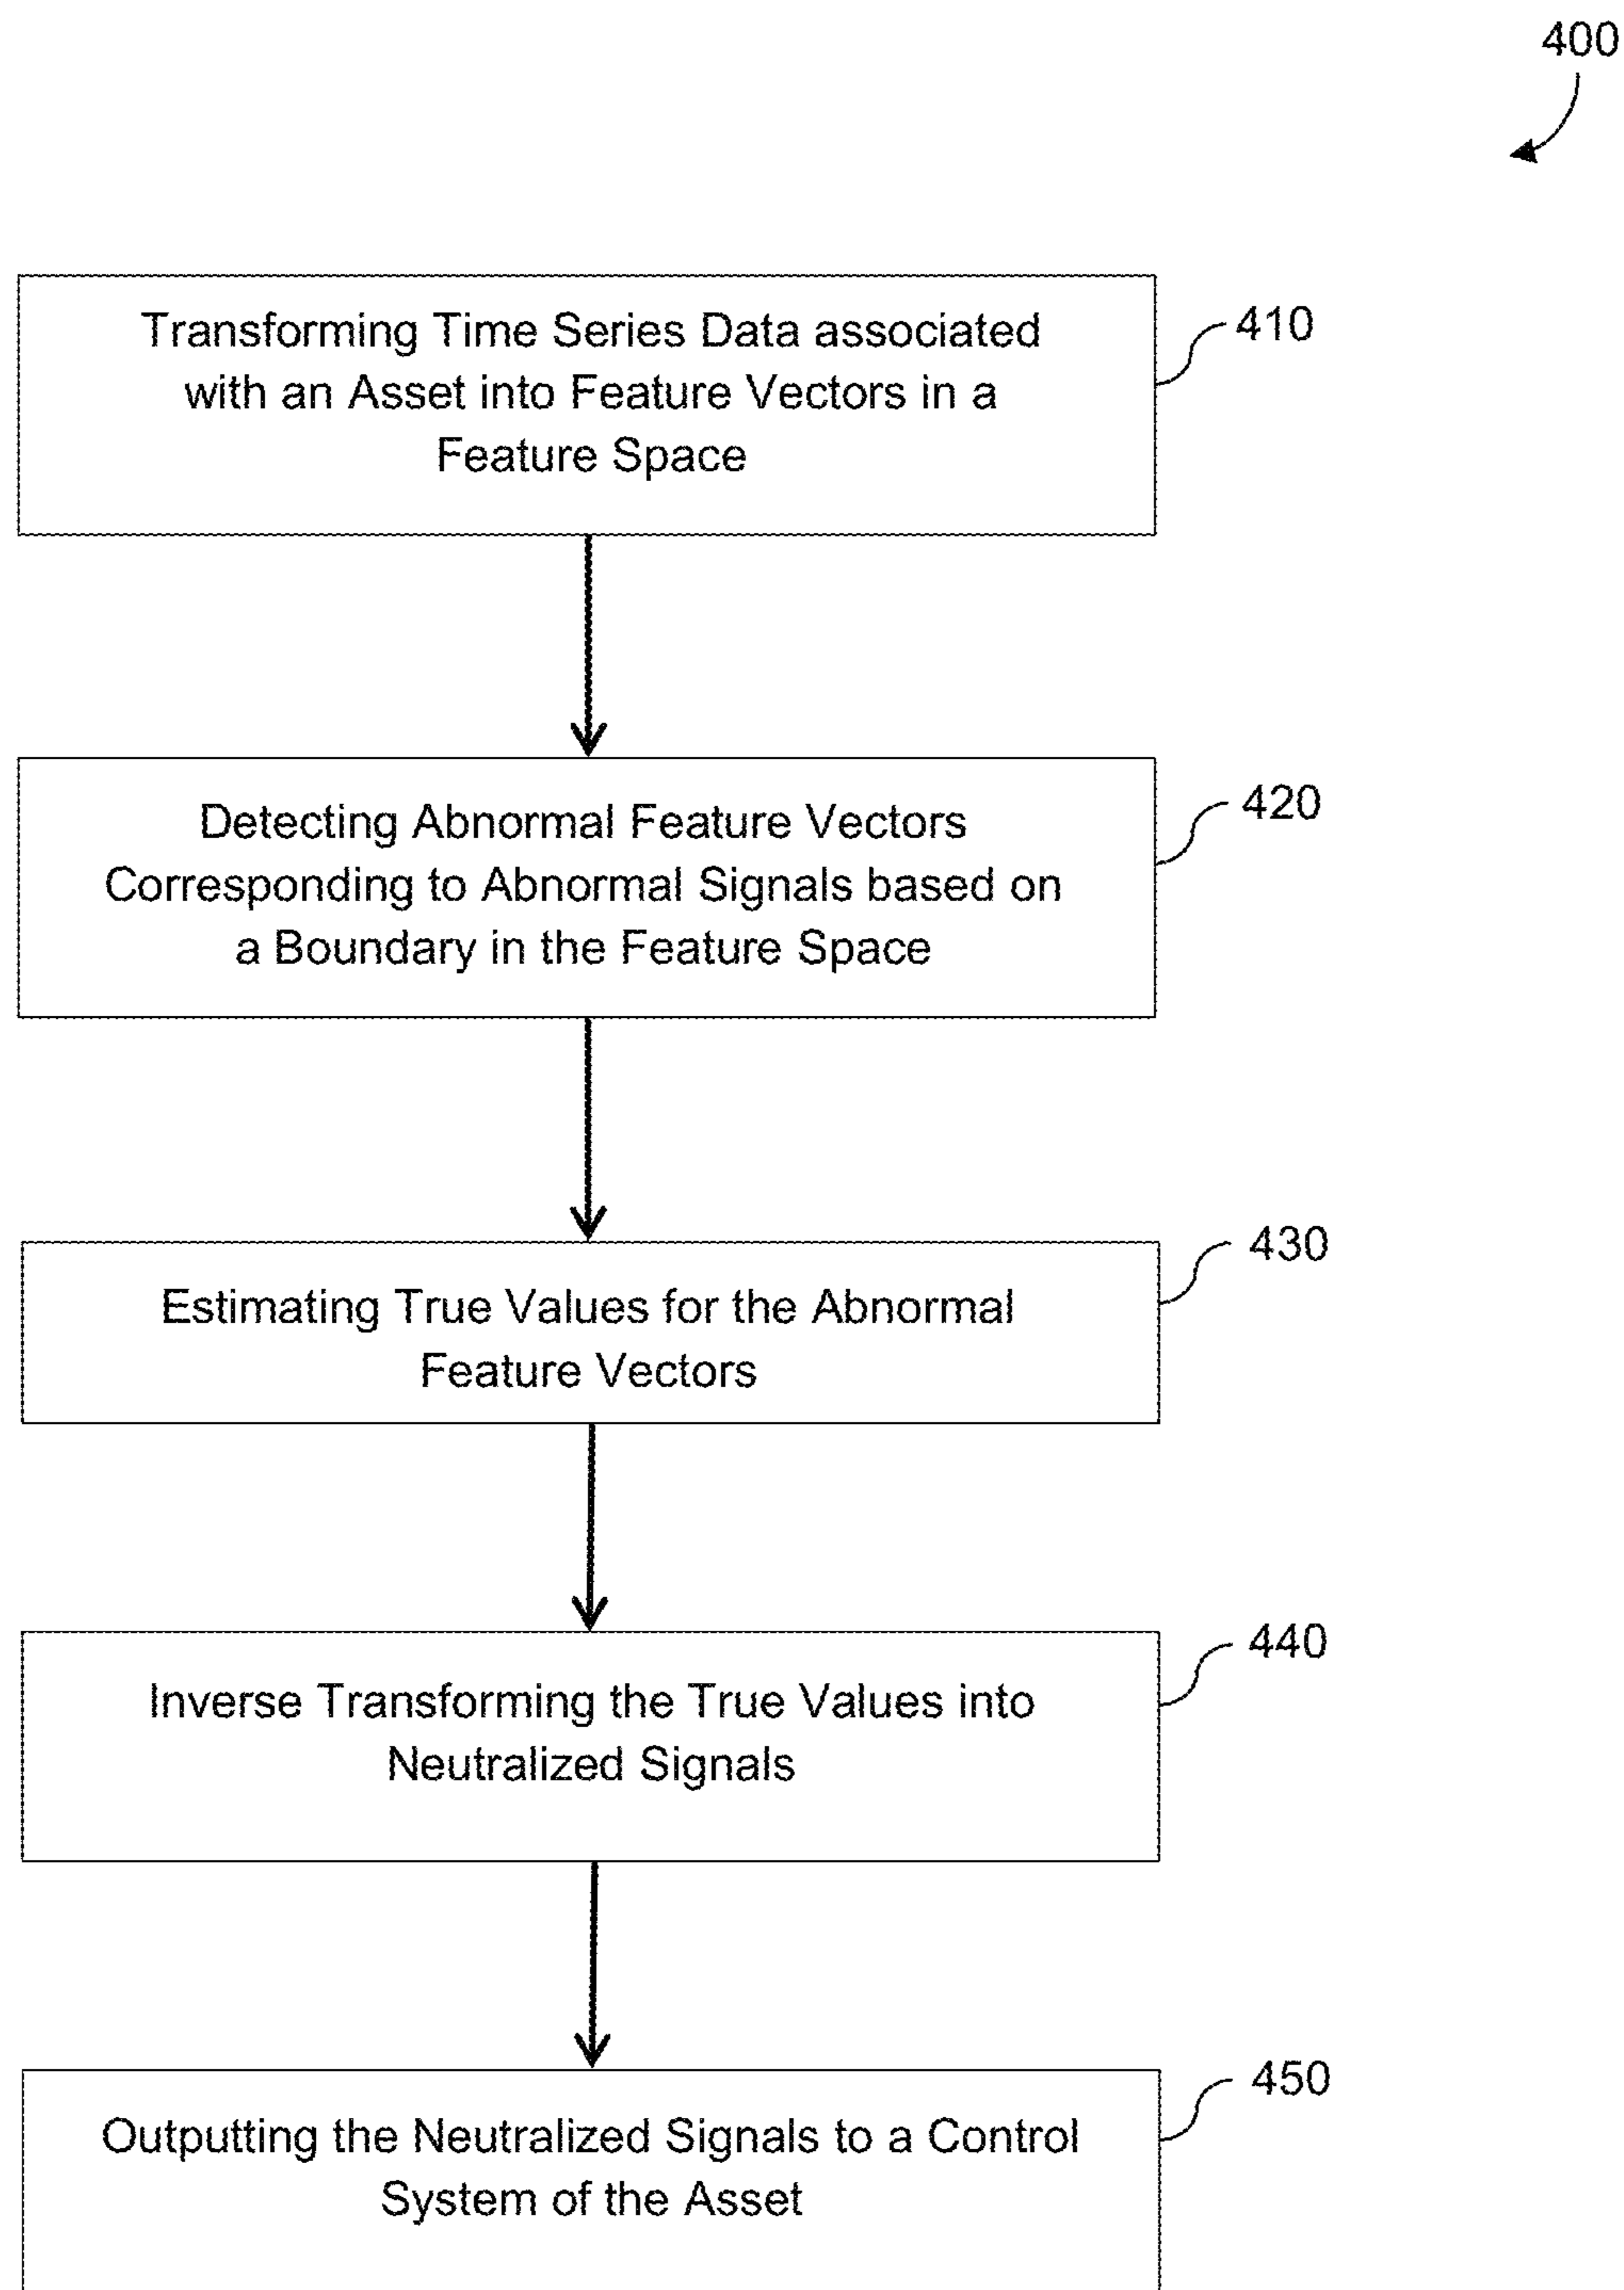 400
Transforming Time Series Data associated
with an Asset into Feature Vectors in a
Feature Space
410
Detecting Abnormal Feature Vectors
Corresponding to Abnormal Signals based on
a Boundary in the Feature Space
420
Estimating True Values for the Abnormal
Feature Vectors
430
Inverse Transforming the True Values into
Neutralized Signals
440
Outputting the Neutralized Signals to a Control
System of the Asset
450